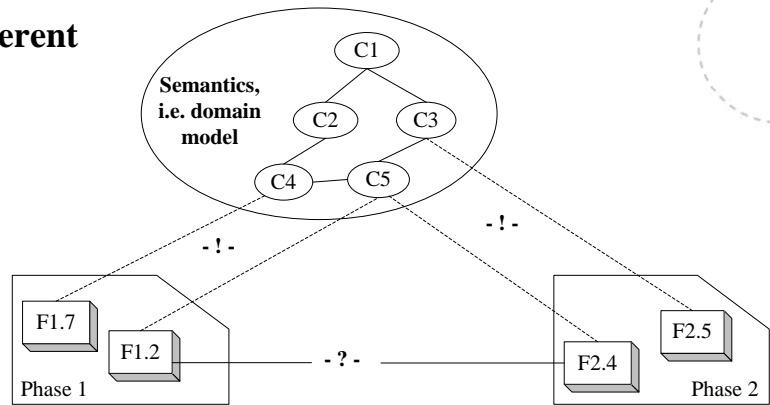 erent
C1
Semantics,
i.e. domain
model
C2
C3
C4
C5
- ! -
- ! -
F1.7
F1.2
Phase 1
- ? -
F2.5
F2.4
Phase 2